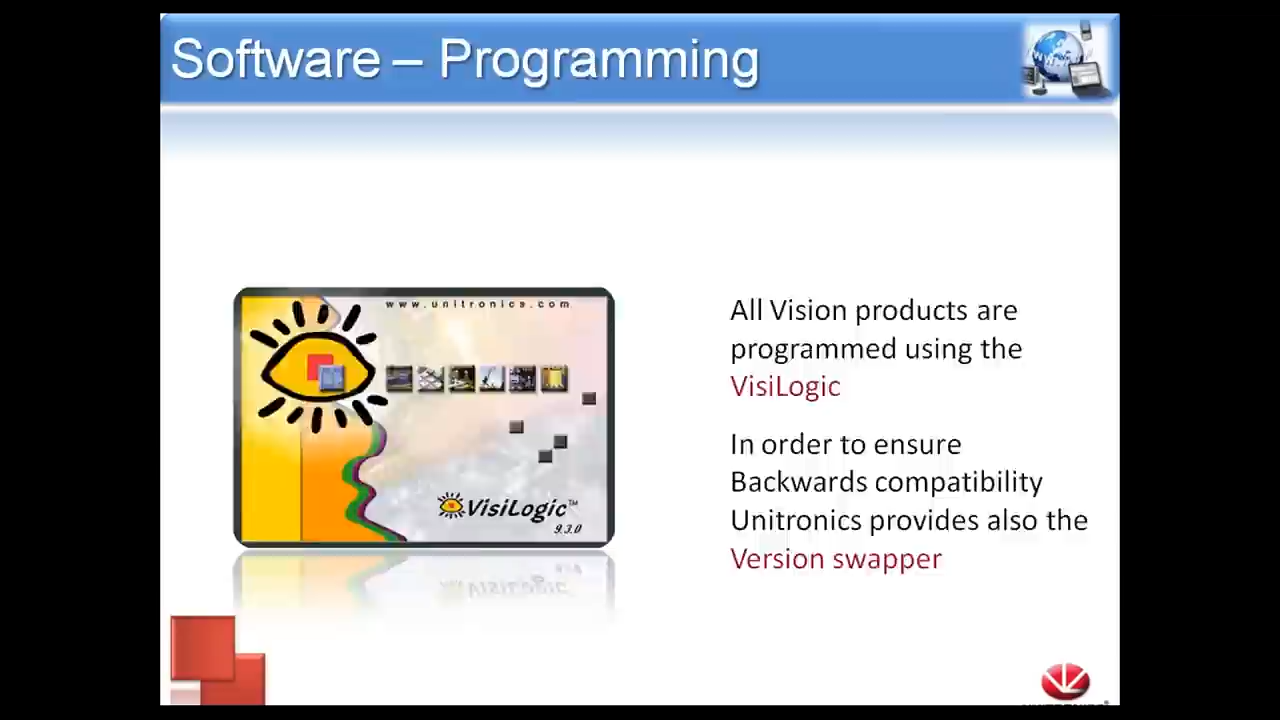 Software – Programming
www.unitronics.com
VisiLogic™
9.3.0
All Vision products are
programmed using the
VisiLogic
In order to ensure
Backwards compatibility
Unitronics provides also the
Version swapper